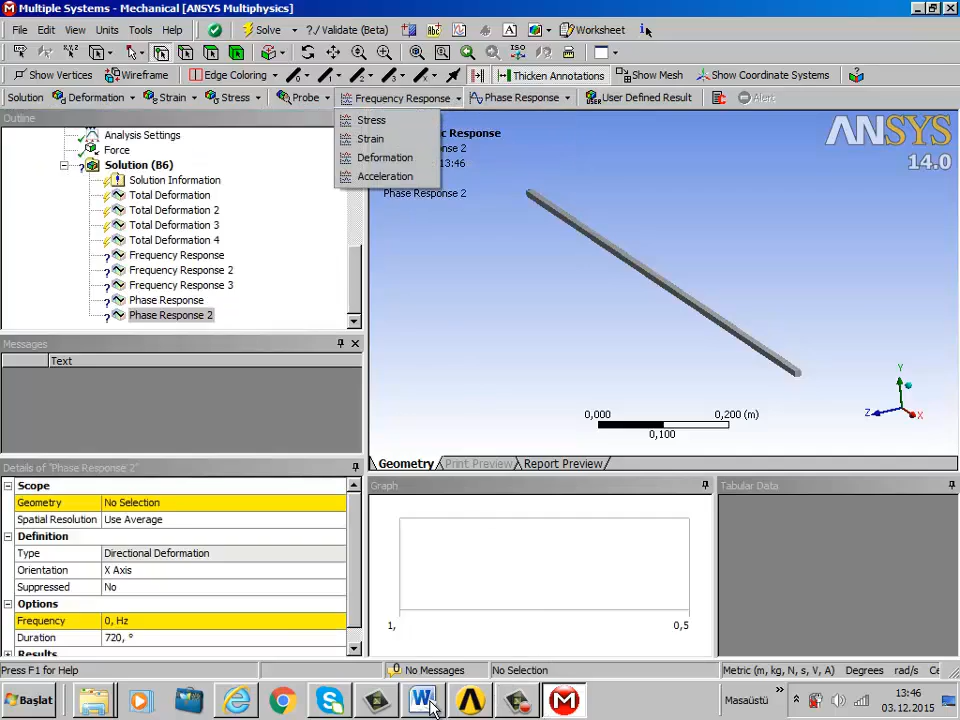 Multiple Systems - Mechanical [ANSYS Multiphysics]
File Edit View Units Tools Help Solve ?./ Validate (Beta) Worksheet
Show Vertices Wireframe Edge Coloring Thicken Annotations Show Mesh Show Coordinate Systems
Solution Deformation Strain Stress Probe Frequency Response Phase Response User Defined Result Alert
Outline
Analysis Settings
Force
Solution (B6)
Solution Information
Total Deformation
Total Deformation 2
Total Deformation 3
Total Deformation 4
Frequency Response
Frequency Response 2
Frequency Response 3
Phase Response
Phase Response 2
Stress
Strain
Deformation
Acceleration
c Response
nse 2
13:46
Phase Response 2
ANSYS
14.0
Y
Z
X
0,000 0,200 (m)
0,100
Messages
Text
Geometry Print Preview Report Preview
Details of "Phase Response 2"
Scope
Geometry No Selection
Spatial Resolution Use Average
Definition
Type Directional Deformation
Orientation X Axis
Suppressed No
Options
Frequency 0, Hz
Duration 720, °
Results
Graph
1, 0,5
Tabular Data
Press F1 for Help No Messages No Selection Metric (m, kg, N, s, V, A) Degrees rad/s Ce
Başlat Masaüstü
13:46
03.12.2015